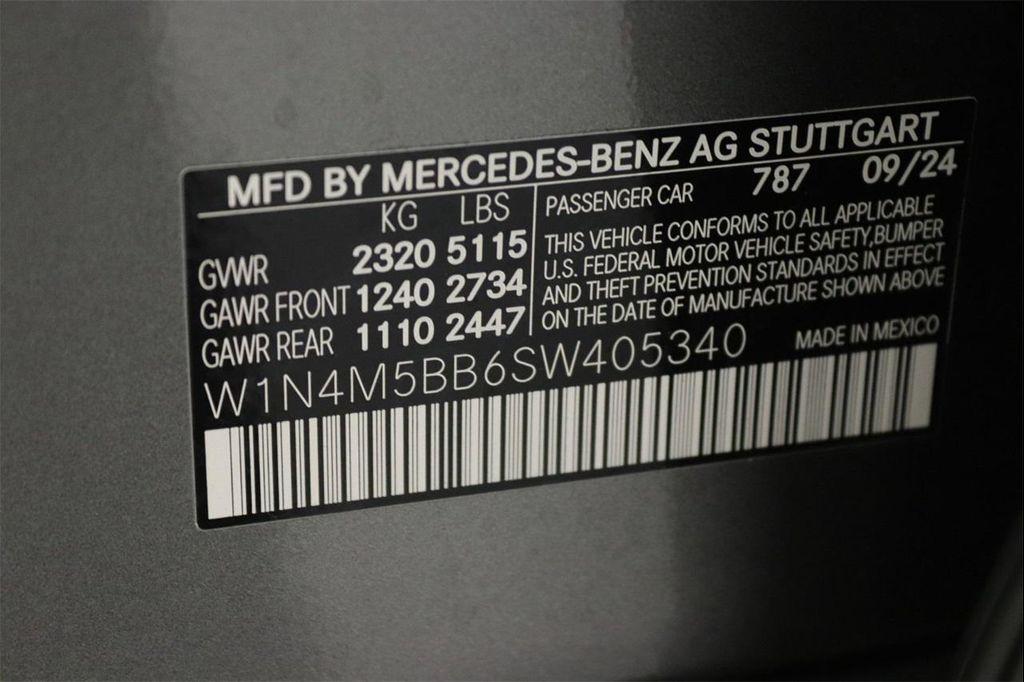 MFD BY MERCEDES-BENZ AG STUTTGART
KG LBS
GVWR 2320 5115
GAWR FRONT 1240 2734
GAWR REAR 1110 2447
PASSENGER CAR 787 09/24
THIS VEHICLE CONFORMS TO ALL APPLICABLE
U.S. FEDERAL MOTOR VEHICLE SAFETY,BUMPER
AND THEFT PREVENTION STANDARDS IN EFFECT
ON THE DATE OF MANUFACTURE SHOWN ABOVE
W1N4M5BB6SW405340 MADE IN MEXICO